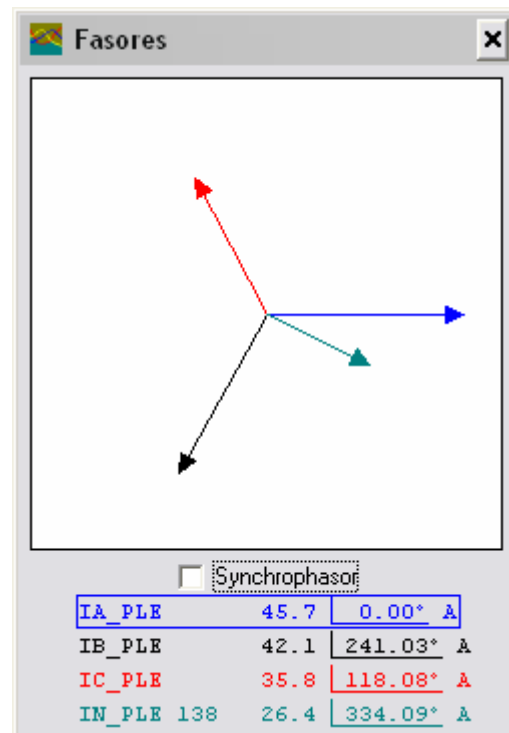 Fasores
Synchrophasor
IA_PLE 45.7 0.00° A
IB_PLE 42.1 241.03° A
IC_PLE 35.8 118.08° A
IN_PLE 138 26.4 334.09° A